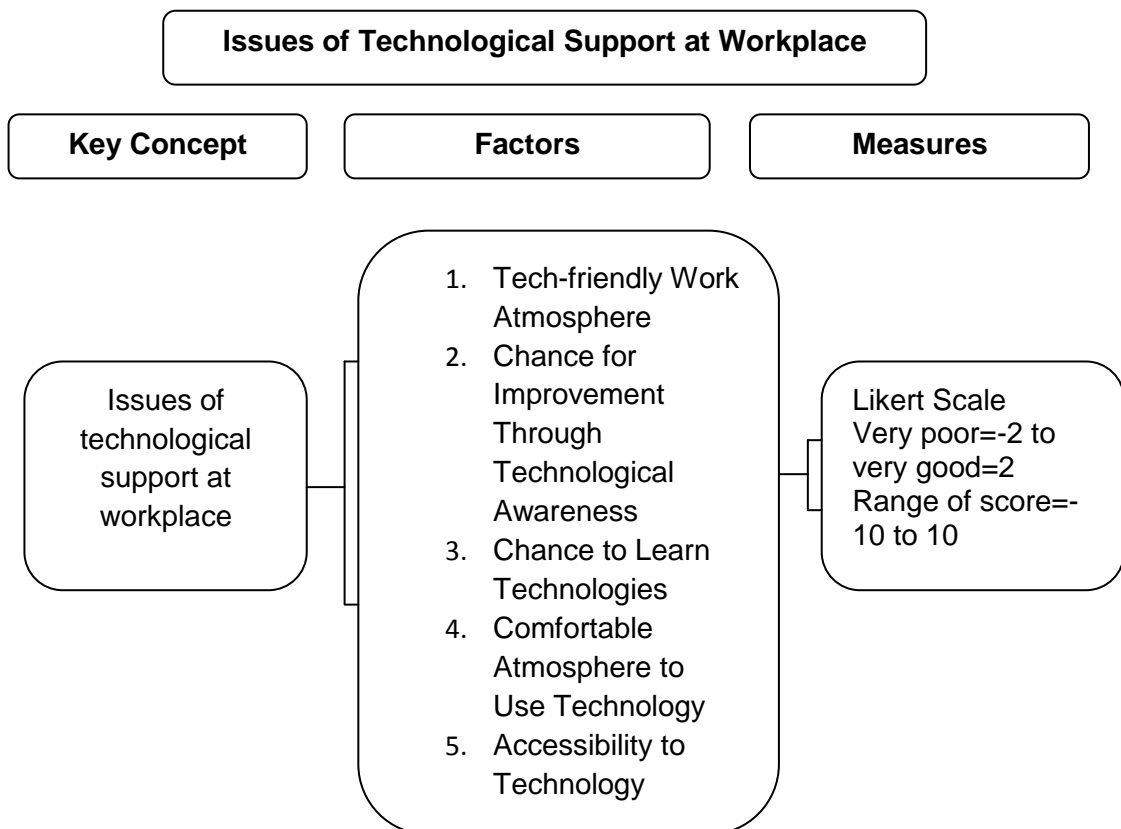 Issues of Technological Support at Workplace
Key Concept
Factors
Measures
Issues of
technological
support at
workplace
1. Tech-friendly Work
Atmosphere
2. Chance for
Improvement
Through
Technological
Awareness
3. Chance to Learn
Technologies
4. Comfortable
Atmosphere to
Use Technology
5. Accessibility to
Technology
Likert Scale
Very poor=-2 to
very good=2
Range of score=-
10 to 10